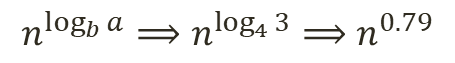 n^{log_b a} ⟹ n^{log_4 3} ⟹ n^{0.79}